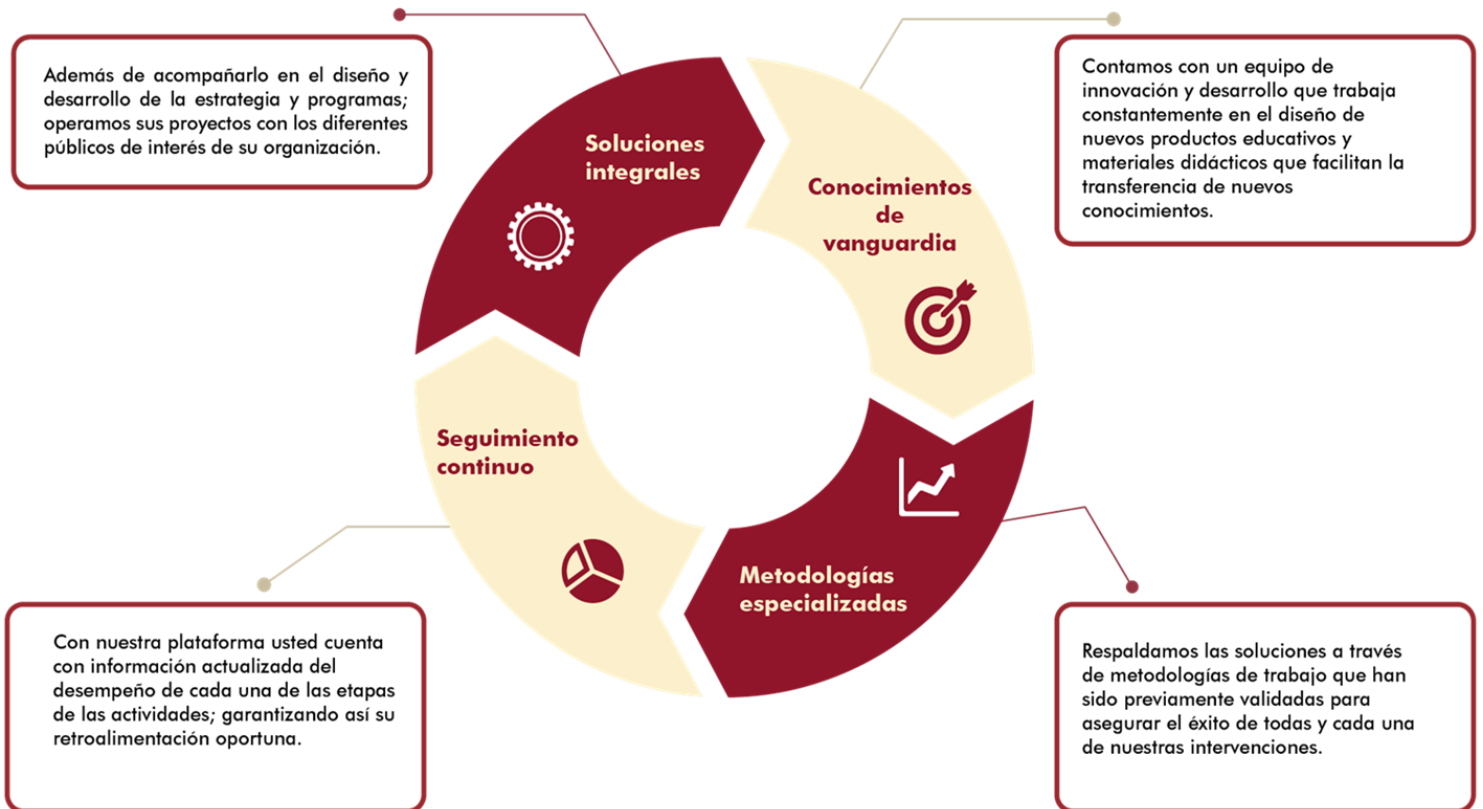 Además de acompañarlo en el diseño y
desarrollo de la estrategia y programas;
operamos sus proyectos con los diferentes
públicos de interés de su organización.
Soluciones
integrales
Conocimientos
de
vanguardia
Contamos con un equipo de
innovación y desarrollo que trabaja
constantemente en el diseño de
nuevos productos educativos y
materiales didácticos que facilitan la
transferencia de nuevos
conocimientos.
Seguimiento
continuo
Metodologías
especializadas
Con nuestra plataforma usted cuenta
con información actualizada del
desempeño de cada una de las etapas
de las actividades; garantizando así su
retroalimentación oportuna.
Respaldamos las soluciones a través
de metodologías de trabajo que han
sido previamente validadas para
asegurar el éxito de todas y cada una
de nuestras intervenciones.